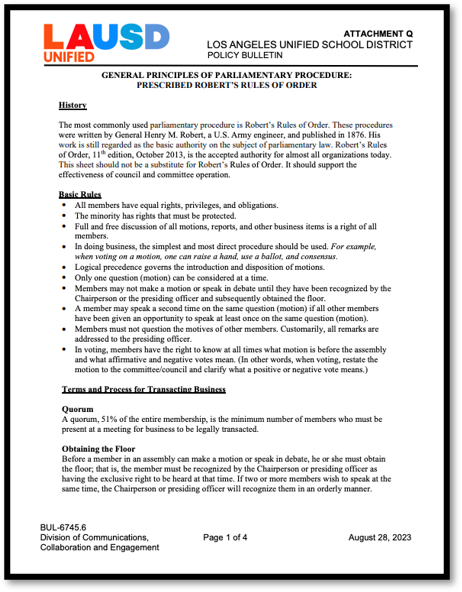 LAUSD
UNIFIED
ATTACHMENT Q
LOS ANGELES UNIFIED SCHOOL DISTRICT
POLICY BULLETIN
GENERAL PRINCIPLES OF PARLIAMENTARY PROCEDURE:
PRESCRIBED ROBERT'S RULES OF ORDER
History
The most commonly used parliamentary procedure is Robert's Rules of Order. These procedures
were written by General Henry M. Robert, a U.S. Army engineer, and published in 1876. His
work is still regarded as the basic authority on the subject of parliamentary law. Robert's Rules
of Order, 11th edition, October 2013, is the accepted authority for almost all organizations today.
This sheet should not be a substitute for Robert's Rules of Order. It should support the
effectiveness of council and committee operation.
Basic Rules
• All members have equal rights, privileges, and obligations.
• The minority has rights that must be protected.
• Full and free discussion of all motions, reports, and other business items is a right of all
members.
• In doing business, the simplest and most direct procedure should be used. For example,
when voting on a motion, one can raise a hand, use a ballot, and consensus.
• Logical precedence governs the introduction and disposition of motions.
• Only one question (motion) can be considered at a time.
• Members may not make a motion or speak in debate until they have been recognized by the
Chairperson or the presiding officer and subsequently obtained the floor.
• A member may speak a second time on the same question (motion) if all other members
have been given an opportunity to speak at least once on the same question (motion).
• Members must not question the motives of other members. Customarily, all remarks are
addressed to the presiding officer.
• In voting, members have the right to know at all times what motion is before the assembly
and what affirmative and negative votes mean. (In other words, when voting, restate the
motion to the committee/council and clarify what a positive or negative vote means.)
Terms and Process for Transacting Business
Quorum
A quorum, 51% of the entire membership, is the minimum number of members who must be
present at a meeting for business to be legally transacted.
Obtaining the Floor
Before a member in an assembly can make a motion or speak in debate, he or she must obtain
the floor; that is, the member must be recognized by the Chairperson or presiding officer as
having the exclusive right to be heard at that time. If two or more members wish to speak at the
same time, the Chairperson or presiding officer will recognize them in an orderly manner.
BUL-6745.6
Division of Communications,
Collaboration and Engagement
Page 1 of 4
August 28, 2023